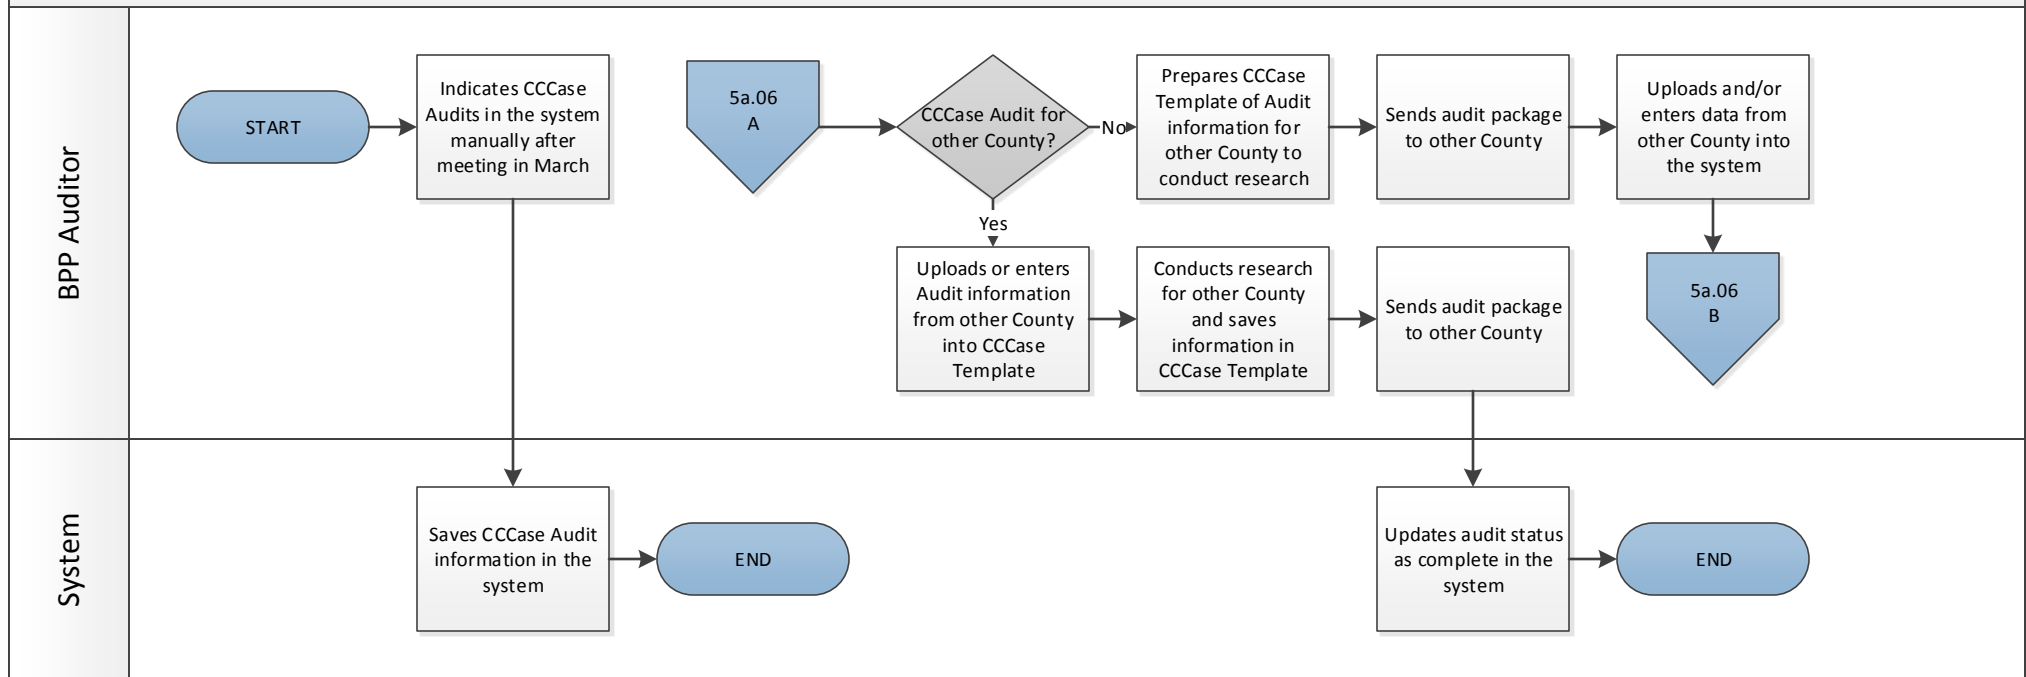 BPP Auditor
START
Indicates CCCase
Audits in the system
manually after
meeting in March
5a.06
A
CCCase Audit for
other County?
No
Prepares CCCase
Template of Audit
information for
other County to
conduct research
Sends audit package
to other County
Uploads and/or
enters data from
other County into
the system
Yes
Uploads or enters
Audit information
from other County
into CCCase
Template
Conducts research
for other County
and saves
information in
CCCase Template
Sends audit package
to other County
5a.06
B
System
Saves CCCase Audit
information in the
system
END
Updates audit status
as complete in the
system
END